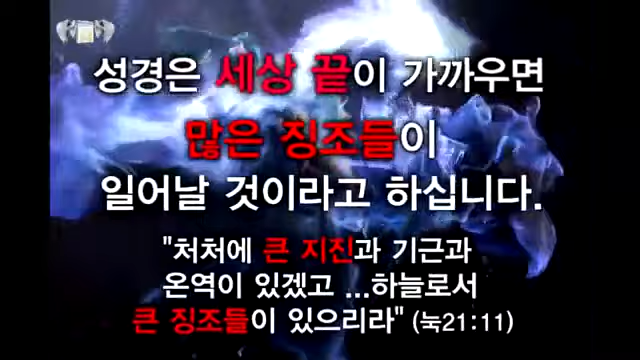 성경은 세상 끝이 가까우면
많은 징조들이
일어날 것이라고 하십니다.
"처처에 큰 지진과 기근과
온역이 있겠고 ...하늘로서
큰 징조들이 있으리라" (눅21:11)